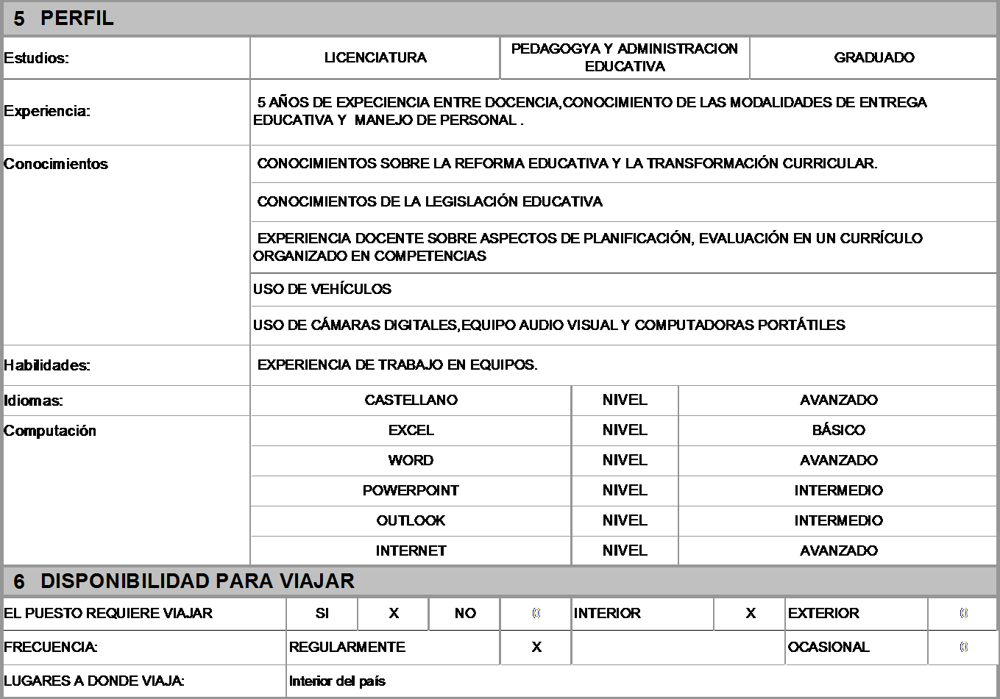 5 PERFIL
Estudios: LICENCIATURA PEDAGOGYA Y ADMINISTRACION EDUCATIVA GRADUADO
Experiencia: 5 AÑOS DE EXPECIENCIA ENTRE DOCENCIA,CONOCIMIENTO DE LAS MODALIDADES DE ENTREGA
EDUCATIVA Y MANEJO DE PERSONAL .
Conocimientos CONOCIMIENTOS SOBRE LA REFORMA EDUCATIVA Y LA TRANSFORMACIÓN CURRICULAR.
CONOCIMIENTOS DE LA LEGISLACIÓN EDUCATIVA
EXPERIENCIA DOCENTE SOBRE ASPECTOS DE PLANIFICACIÓN, EVALUACIÓN EN UN CURRÍCULO
ORGANIZADO EN COMPETENCIAS
USO DE VEHÍCULOS
USO DE CÁMARAS DIGITALES,EQUIPO AUDIO VISUAL Y COMPUTADORAS PORTÁTILES
Habilidades: EXPERIENCIA DE TRABAJO EN EQUIPOS.
Idiomas: CASTELLANO NIVEL AVANZADO
Computación EXCEL NIVEL BÁSICO
WORD NIVEL AVANZADO
POWERPOINT NIVEL INTERMEDIO
OUTLOOK NIVEL INTERMEDIO
INTERNET NIVEL AVANZADO
6 DISPONIBILIDAD PARA VIAJAR
EL PUESTO REQUIERE VIAJAR SI X NO 0 INTERIOR X EXTERIOR 0
FRECUENCIA: REGULARMENTE X OCASIONAL 0
LUGARES A DONDE VIAJA: Interior del país